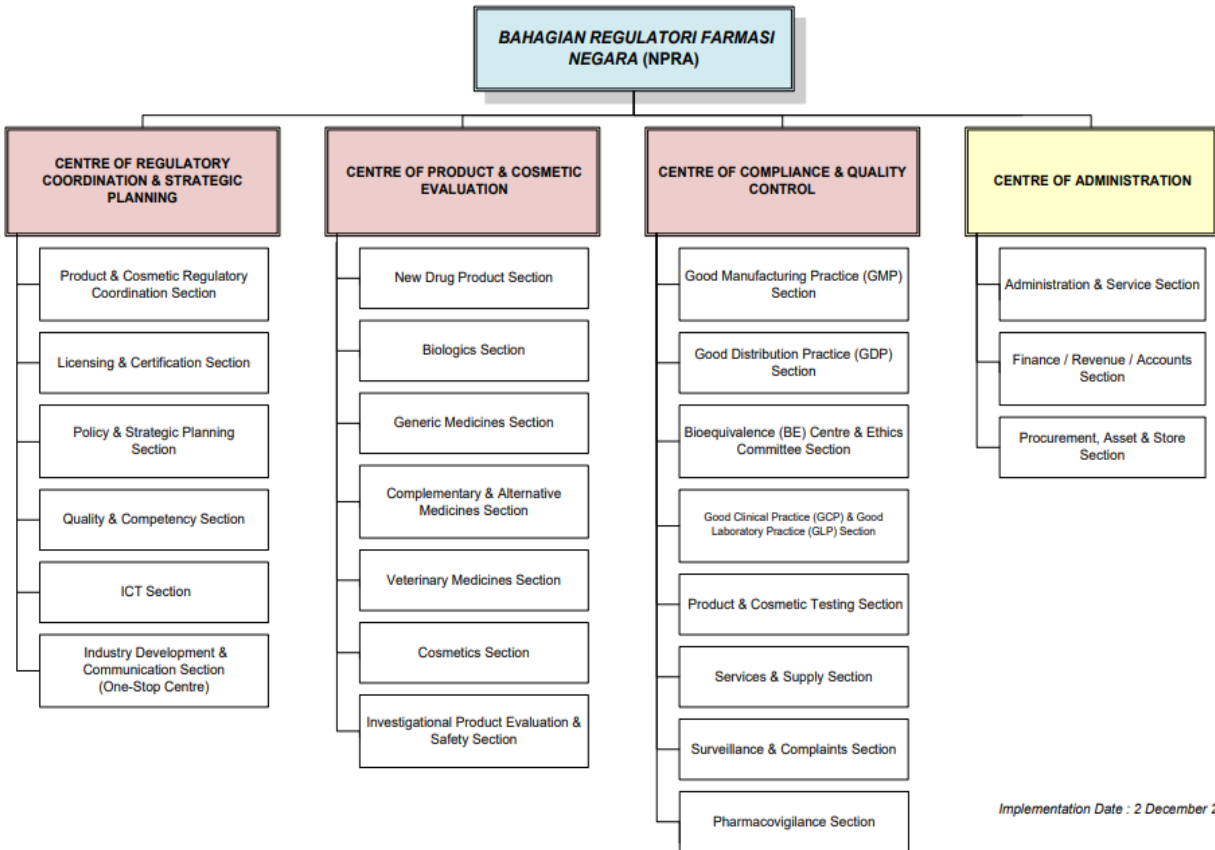 BAHAGIAN REGULATORI FARMASI
NEGARA (NPRA)
CENTRE OF REGULATORY
COORDINATION & STRATEGIC
PLANNING
Product & Cosmetic Regulatory
Coordination Section
Licensing & Certification Section
Policy & Strategic Planning
Section
Quality & Competency Section
ICT Section
Industry Development &
Communication Section
(One-Stop Centre)
CENTRE OF PRODUCT & COSMETIC
EVALUATION
New Drug Product Section
Biologics Section
Generic Medicines Section
Complementary & Alternative
Medicines Section
Veterinary Medicines Section
Cosmetics Section
Investigational Product Evaluation &
Safety Section
CENTRE OF COMPLIANCE & QUALITY
CONTROL
Good Manufacturing Practice (GMP)
Section
Good Distribution Practice (GDP)
Section
Bioequivalence (BE) Centre & Ethics
Committee Section
Good Clinical Practice (GCP) & Good
Laboratory Practice (GLP) Section
Product & Cosmetic Testing Section
Services & Supply Section
Surveillance & Complaints Section
Pharmacovigilance Section
CENTRE OF ADMINISTRATION
Administration & Service Section
Finance / Revenue / Accounts
Section
Procurement, Asset & Store
Section
Implementation Date : 2 December 2